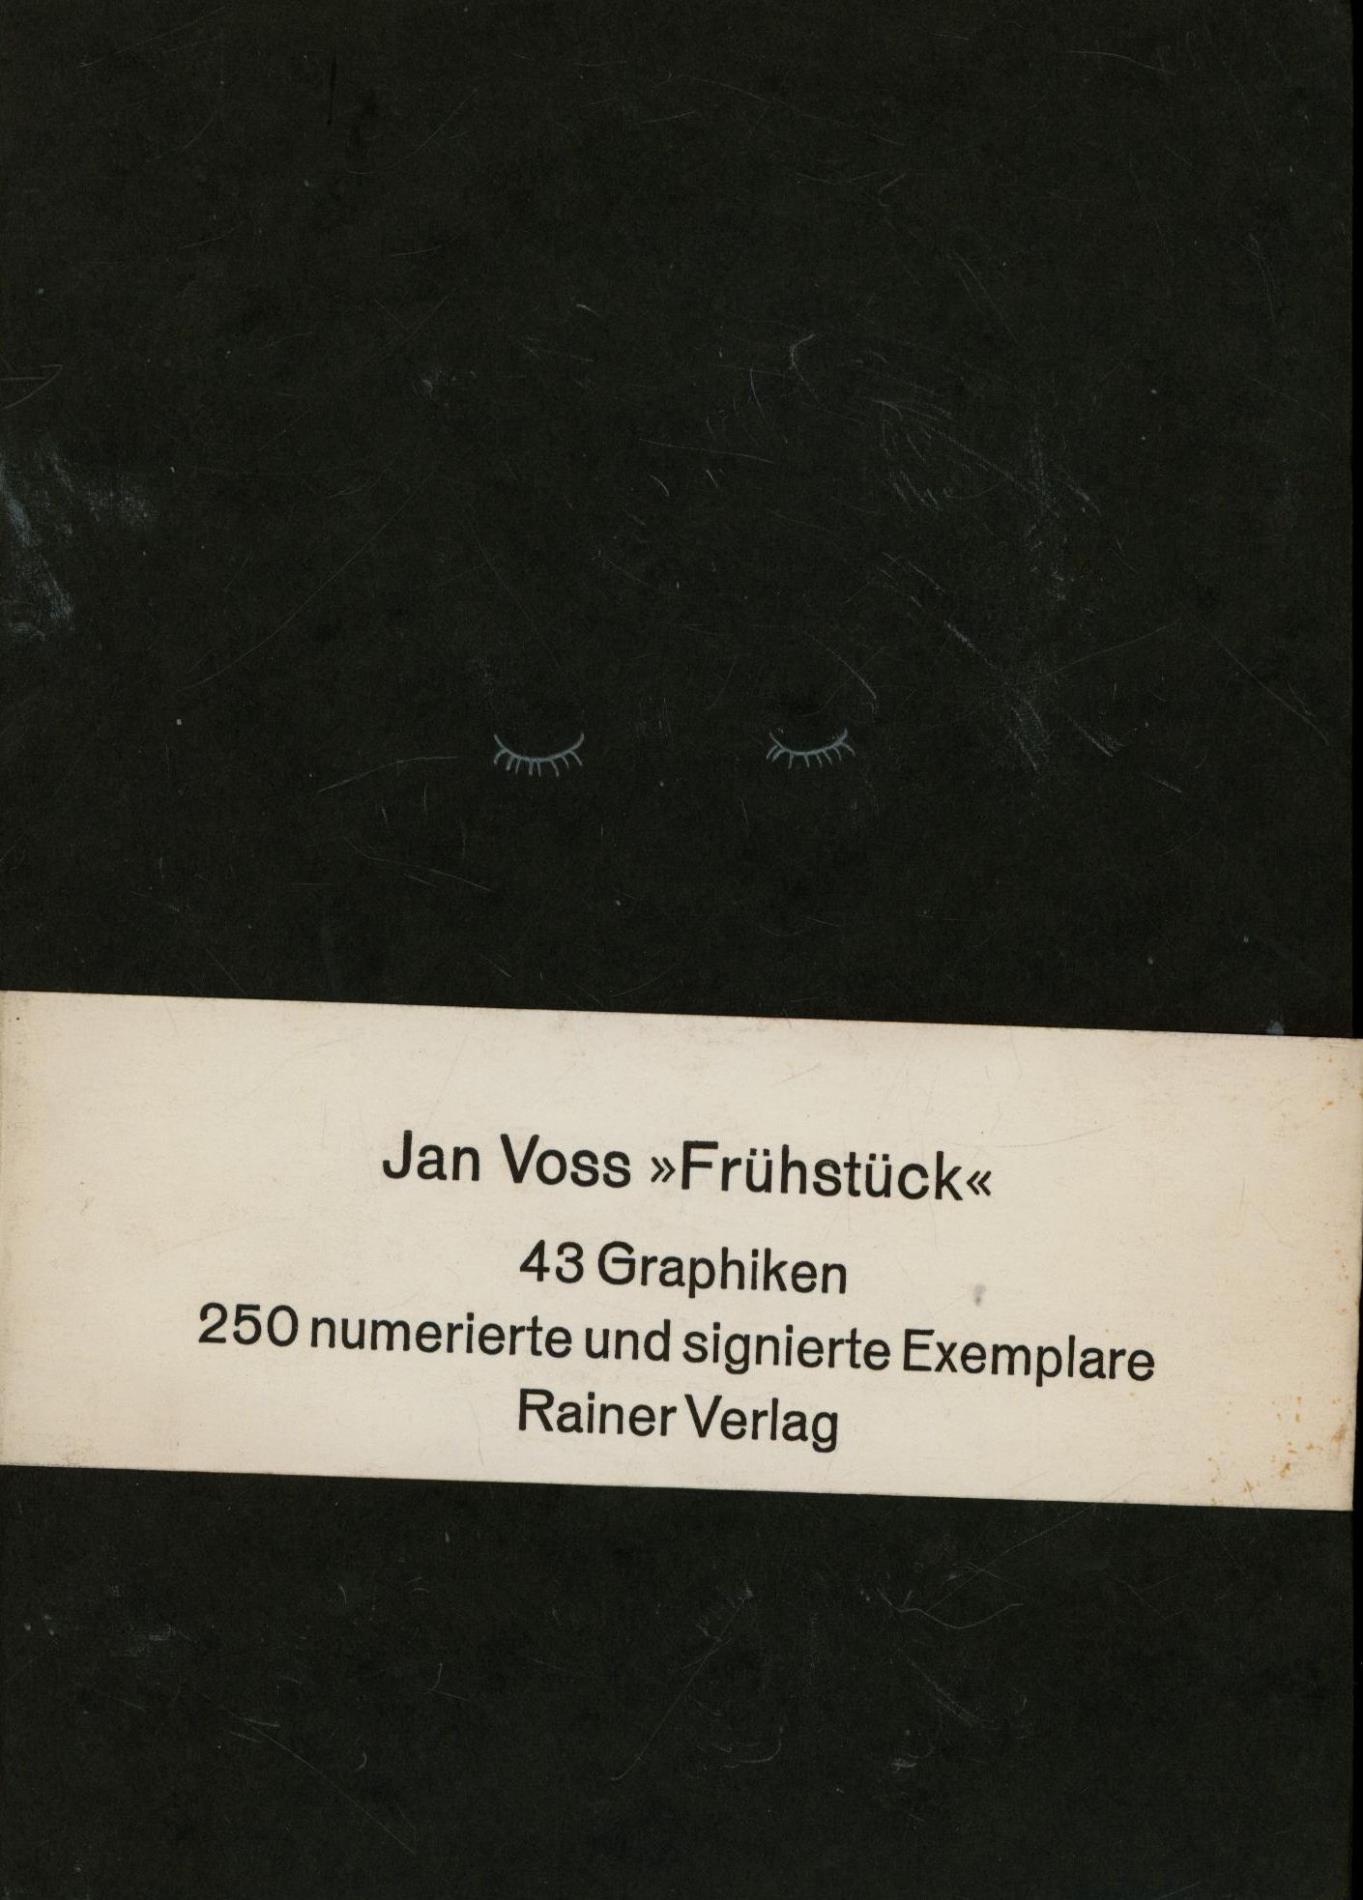 Jan Voss »Frühstück«
43 Graphiken
250 numerierte und signierte Exemplare
Rainer Verlag